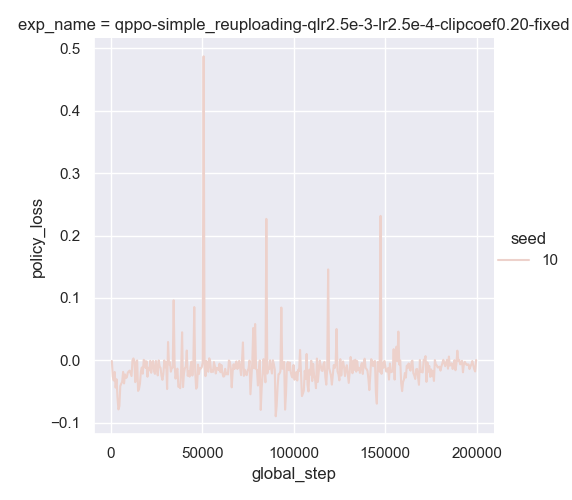 exp_name = qppo-simple_reuploading-qlr2.5e-3-lr2.5e-4-clipcoef0.20-fixed
0.5
0.4
0.3
0.2
0.1
0.0
−0.1
policy_loss
0 50000 100000 150000 200000
global_step
seed
10